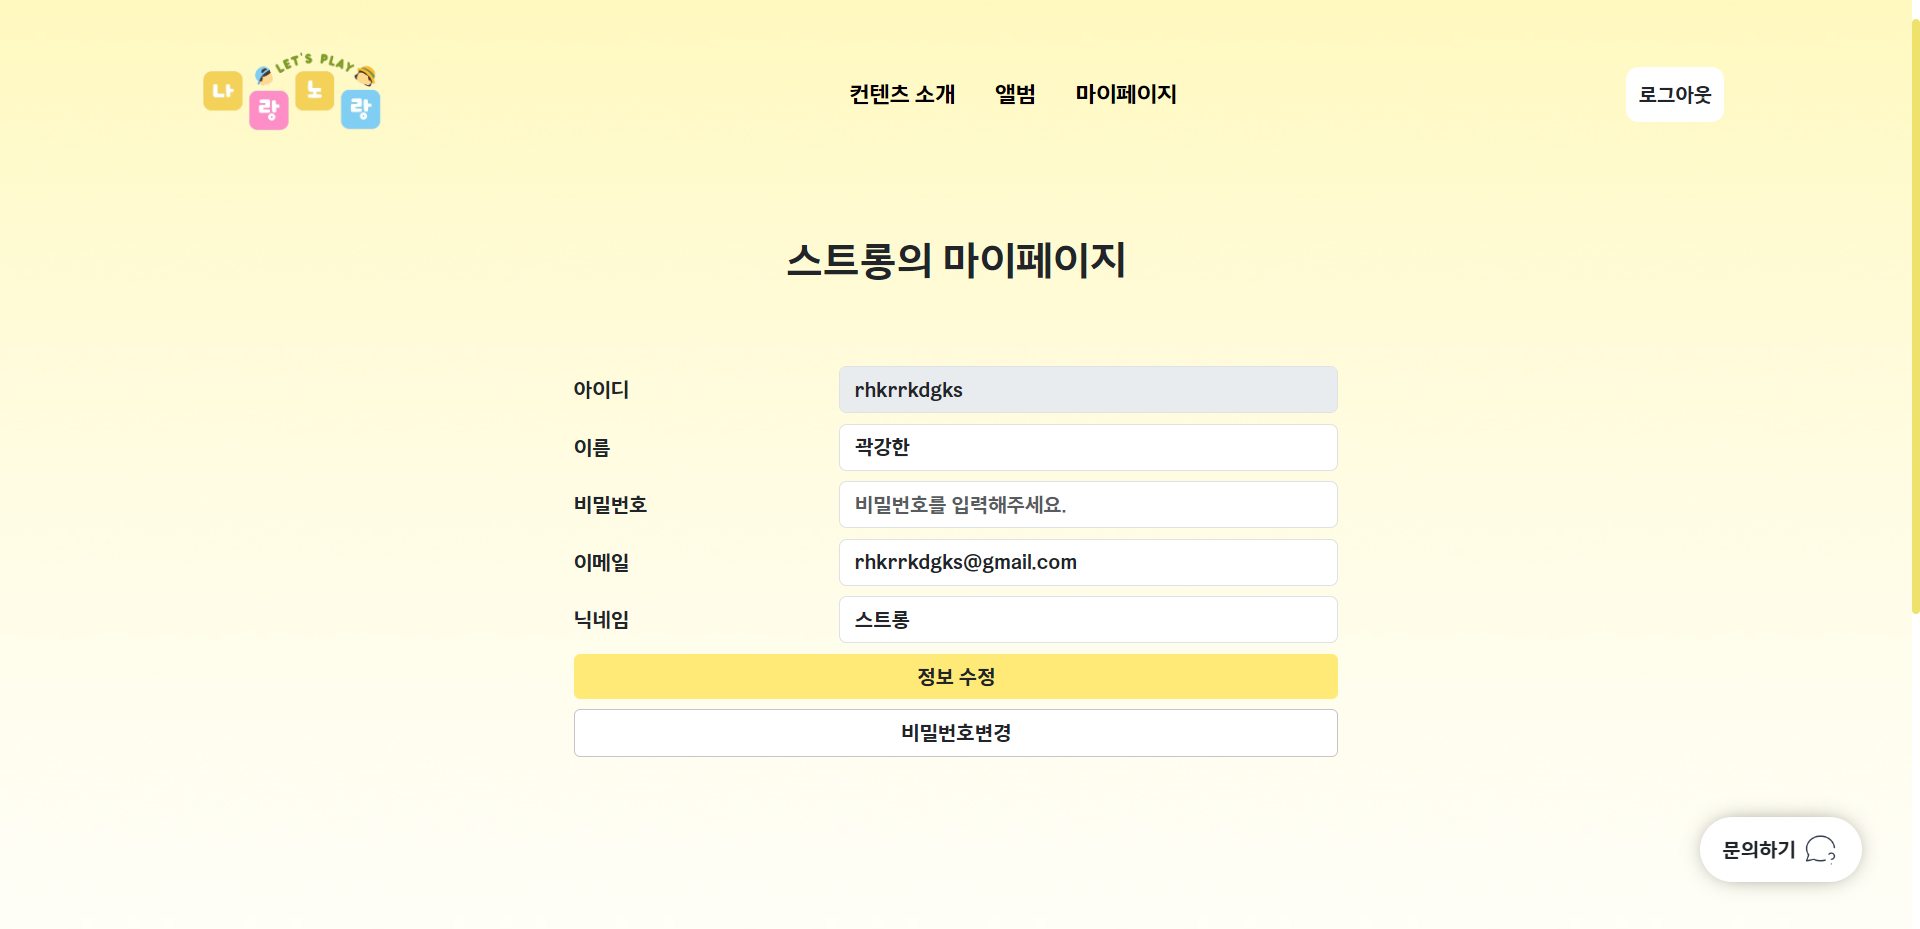 LET'S PLAY
나랑노랑
컨텐츠 소개 앨범 마이페이지
로그아웃
스트롱의 마이페이지
아이디 rhkrrkdgks
이름 곽강한
비밀번호 비밀번호를 입력해주세요.
이메일 rhkrrkdgks@gmail.com
닉네임 스트롱
정보 수정
비밀번호변경
문의하기